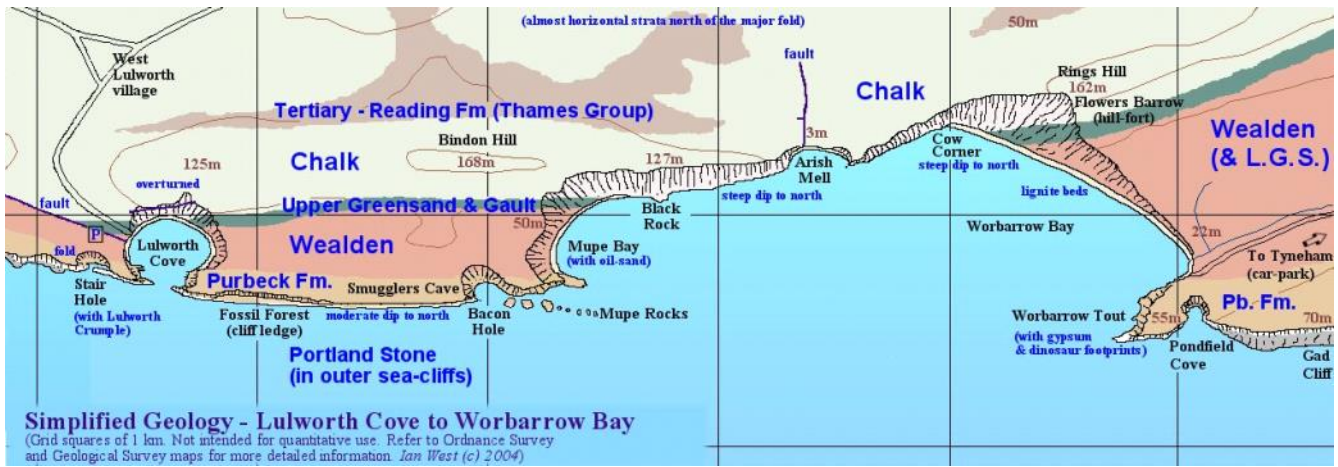 (almost horizontal strata north of the major fold)
50m
West
Lulworth
village
fault
Chalk
Rings Hill
162m
Flowers Barrow
(hill-fort)
Tertiary - Reading Fm (Thames Group)
Wealden
(& L.G.S.)
Bindon Hill
125m
Chalk
168m
127m
3m
Arish
Mell
Cow
Corner
steep dip to north
steep dip to north
overturned
lignite beds
fault
Upper Greensand & Gault
Black
Rock
50m
P
Lulworth
Cove
Wealden
Mupe Bay
(with oil-sand)
Worbarrow Bay
22m
fold
To Tyneham
(car-park)
Stair
Hole
(with Lulworth
Crumple)
Purbeck Fm.
Smugglers Cave
Fossil Forest
(cliff ledge)
moderate dip to north
Bacon
Hole
Mupe Rocks
Worbarrow Tout
(with gypsum
& dinosaur footprints)
55m
Pb. Fm.
70m
Pondfield
Cove
Gad
Cliff
Portland Stone
(in outer sea-cliffs)
Simplified Geology - Lulworth Cove to Worbarrow Bay
(Grid squares of 1 km. Not intended for quantitative use. Refer to Ordnance Survey
and Geological Survey maps for more detailed information. Ian West (c) 2004)